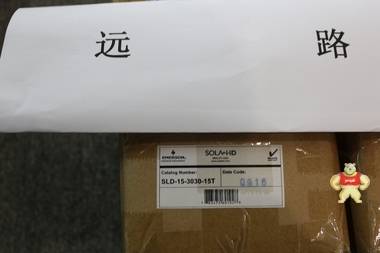 远 路
EMERSON
SOLA HD
Catalog Number:
Date Code:
SLD-15-3030-15T
0916